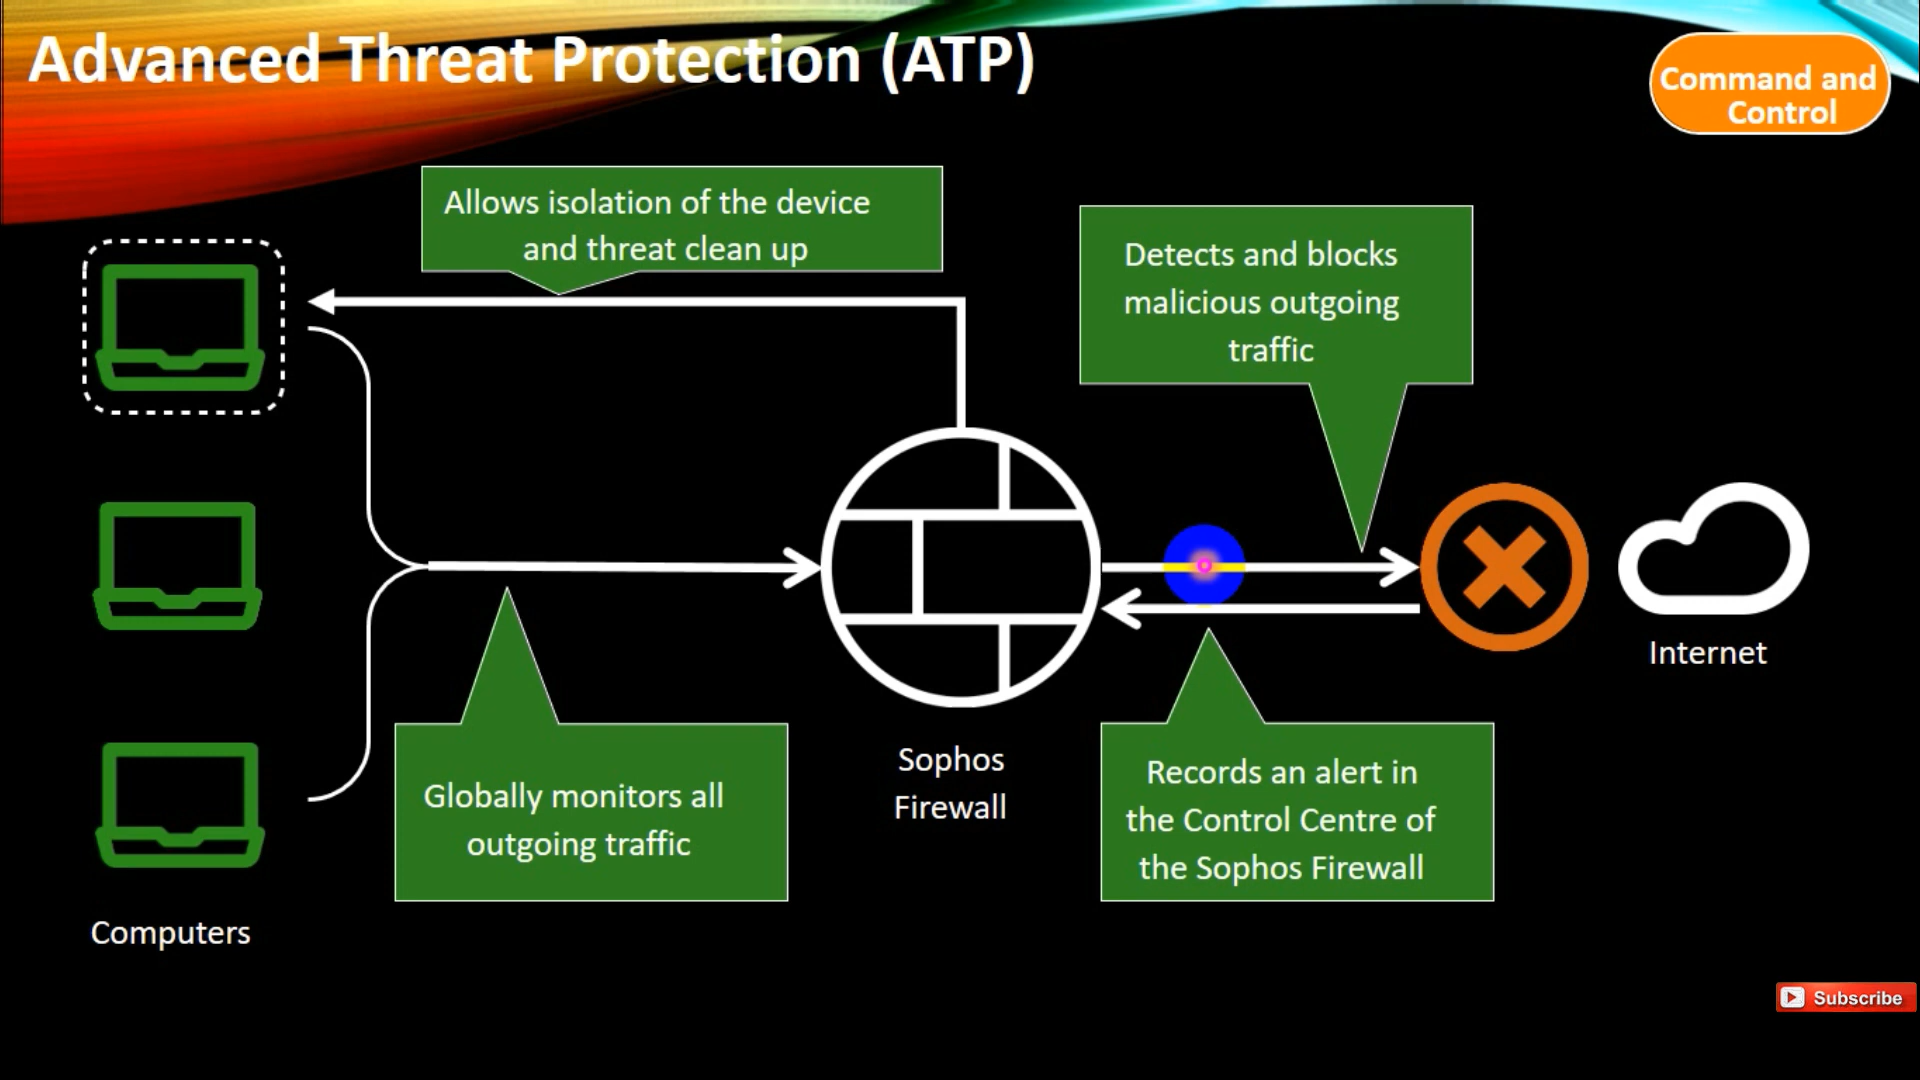 Advanced Threat Protection (ATP)
Command and
Control
Allows isolation of the device
and threat clean up
Detects and blocks
malicious outgoing
traffic
Internet
Sophos
Firewall
Globally monitors all
outgoing traffic
Records an alert in
the Control Centre of
the Sophos Firewall
Computers
Subscribe